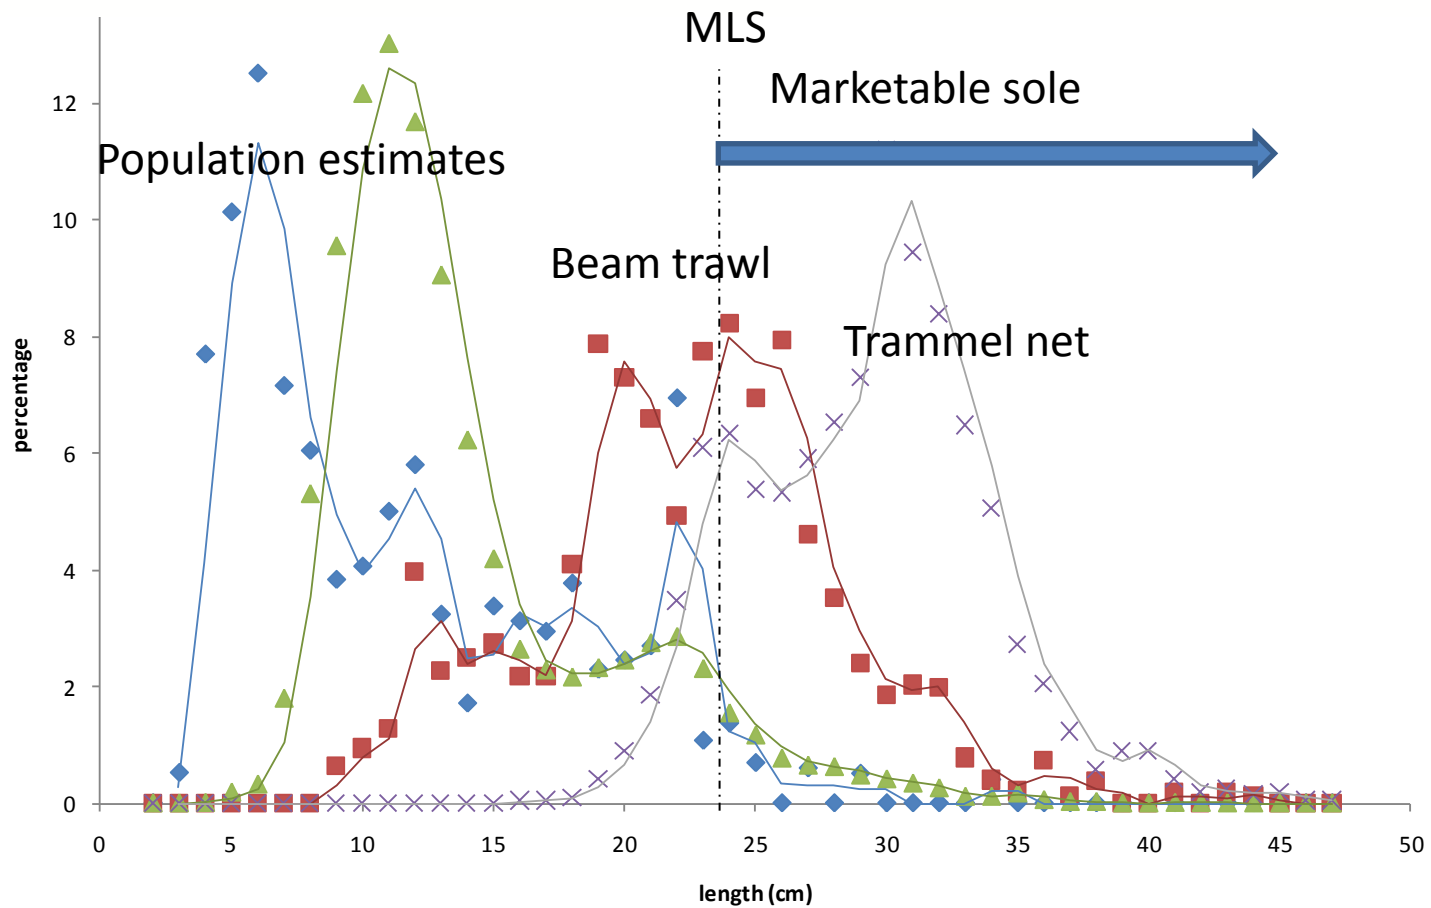 MLS
Marketable sole
Population estimates
Beam trawl
Trammel net
percentage
12
10
8
6
4
2
0
0 5 10 15 20 25 30 35 40 45 50
length (cm)